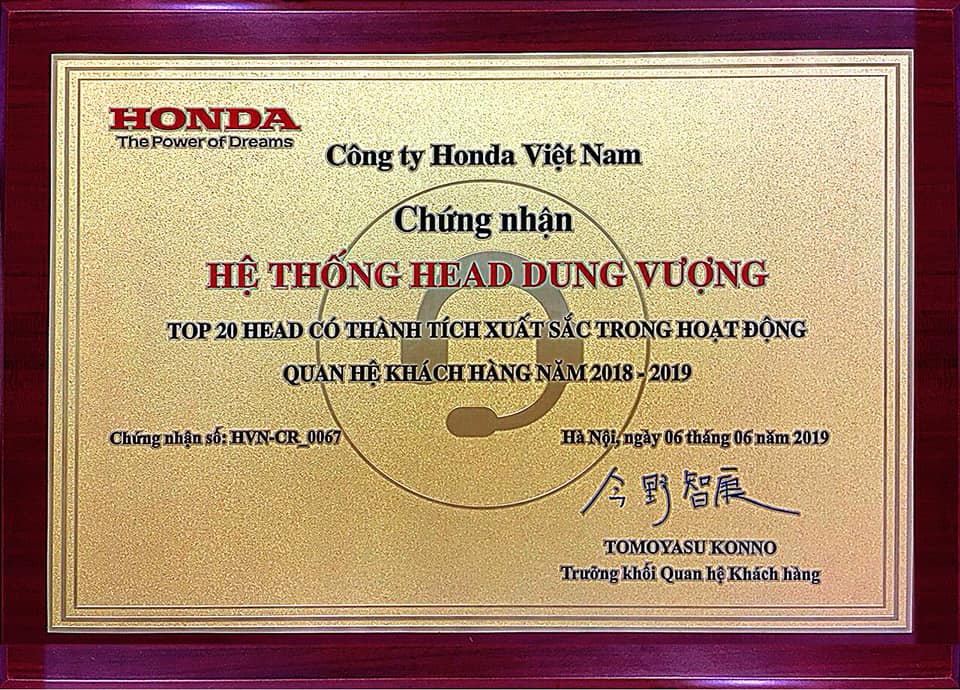 HONDA
The Power of Dreams
Công ty Honda Việt Nam
Chứng nhận
HỆ THỐNG HEAD DUNG VƯỢNG
TOP 20 HEAD CÓ THÀNH TÍCH XUẤT SẮC TRONG HOẠT ĐỘNG
QUAN HỆ KHÁCH HÀNG NĂM 2018 - 2019
Chứng nhận số: HVN-CR_0067
Hà Nội, ngày 06 tháng 06 năm 2019
今野智展
TOMOYASU KONNO
Trưởng khối Quan hệ Khách hàng